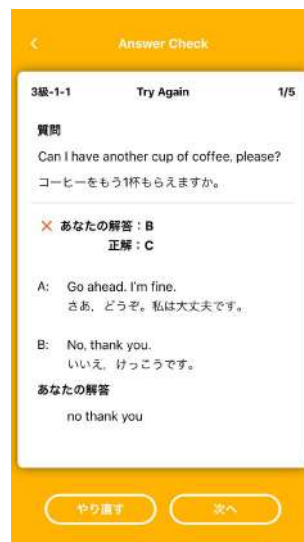 Answer Check
3級-1-1 Try Again 1/5
質問
Can I have another cup of coffee, please?
コーヒーをもう1杯もらえますか。
× あなたの解答：B
正解：C
A: Go ahead. I'm fine.
さあ、どうぞ。私は大丈夫です。
B: No, thank you.
いいえ、けっこうです。
あなたの解答
no thank you
やり直す 次へ